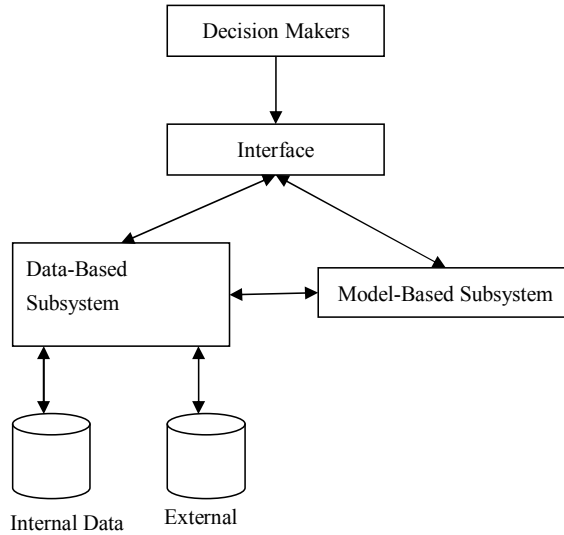 Decision Makers
Interface
Data-Based
Subsystem
Model-Based Subsystem
Internal Data
External